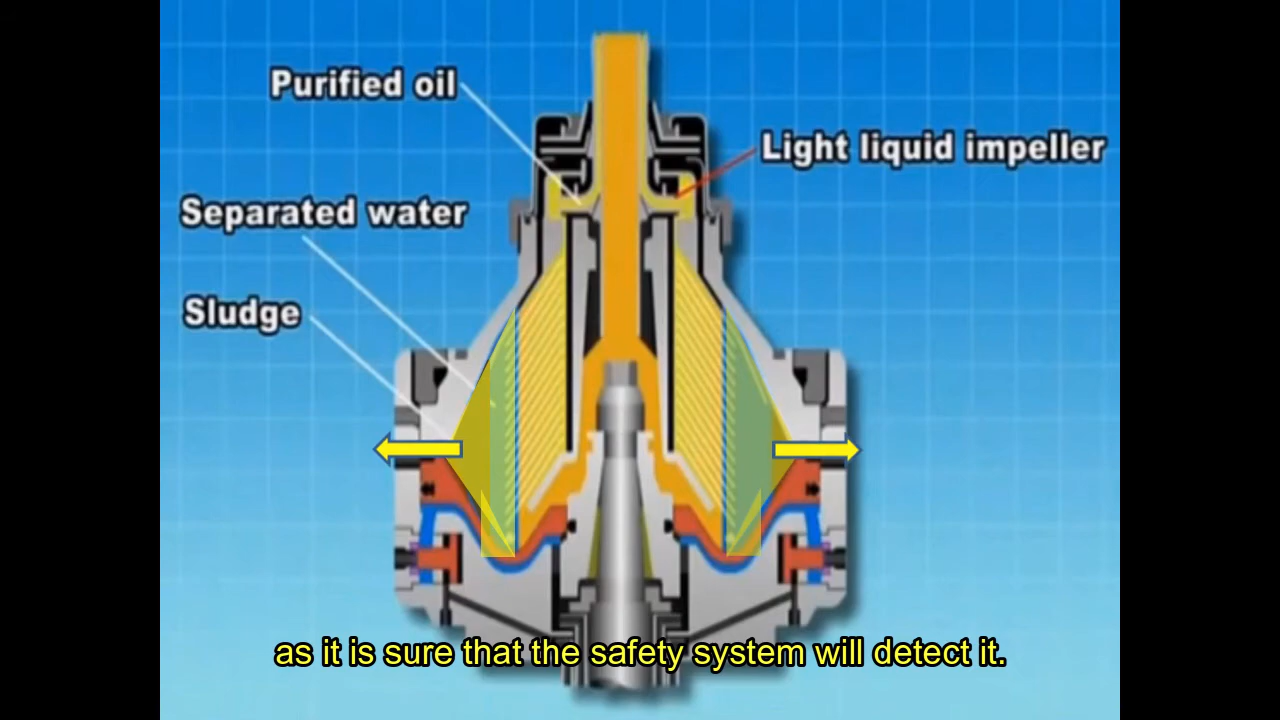 Purified oil
Light liquid impeller
Separated water
Sludge
as it is sure that the safety system will detect it.